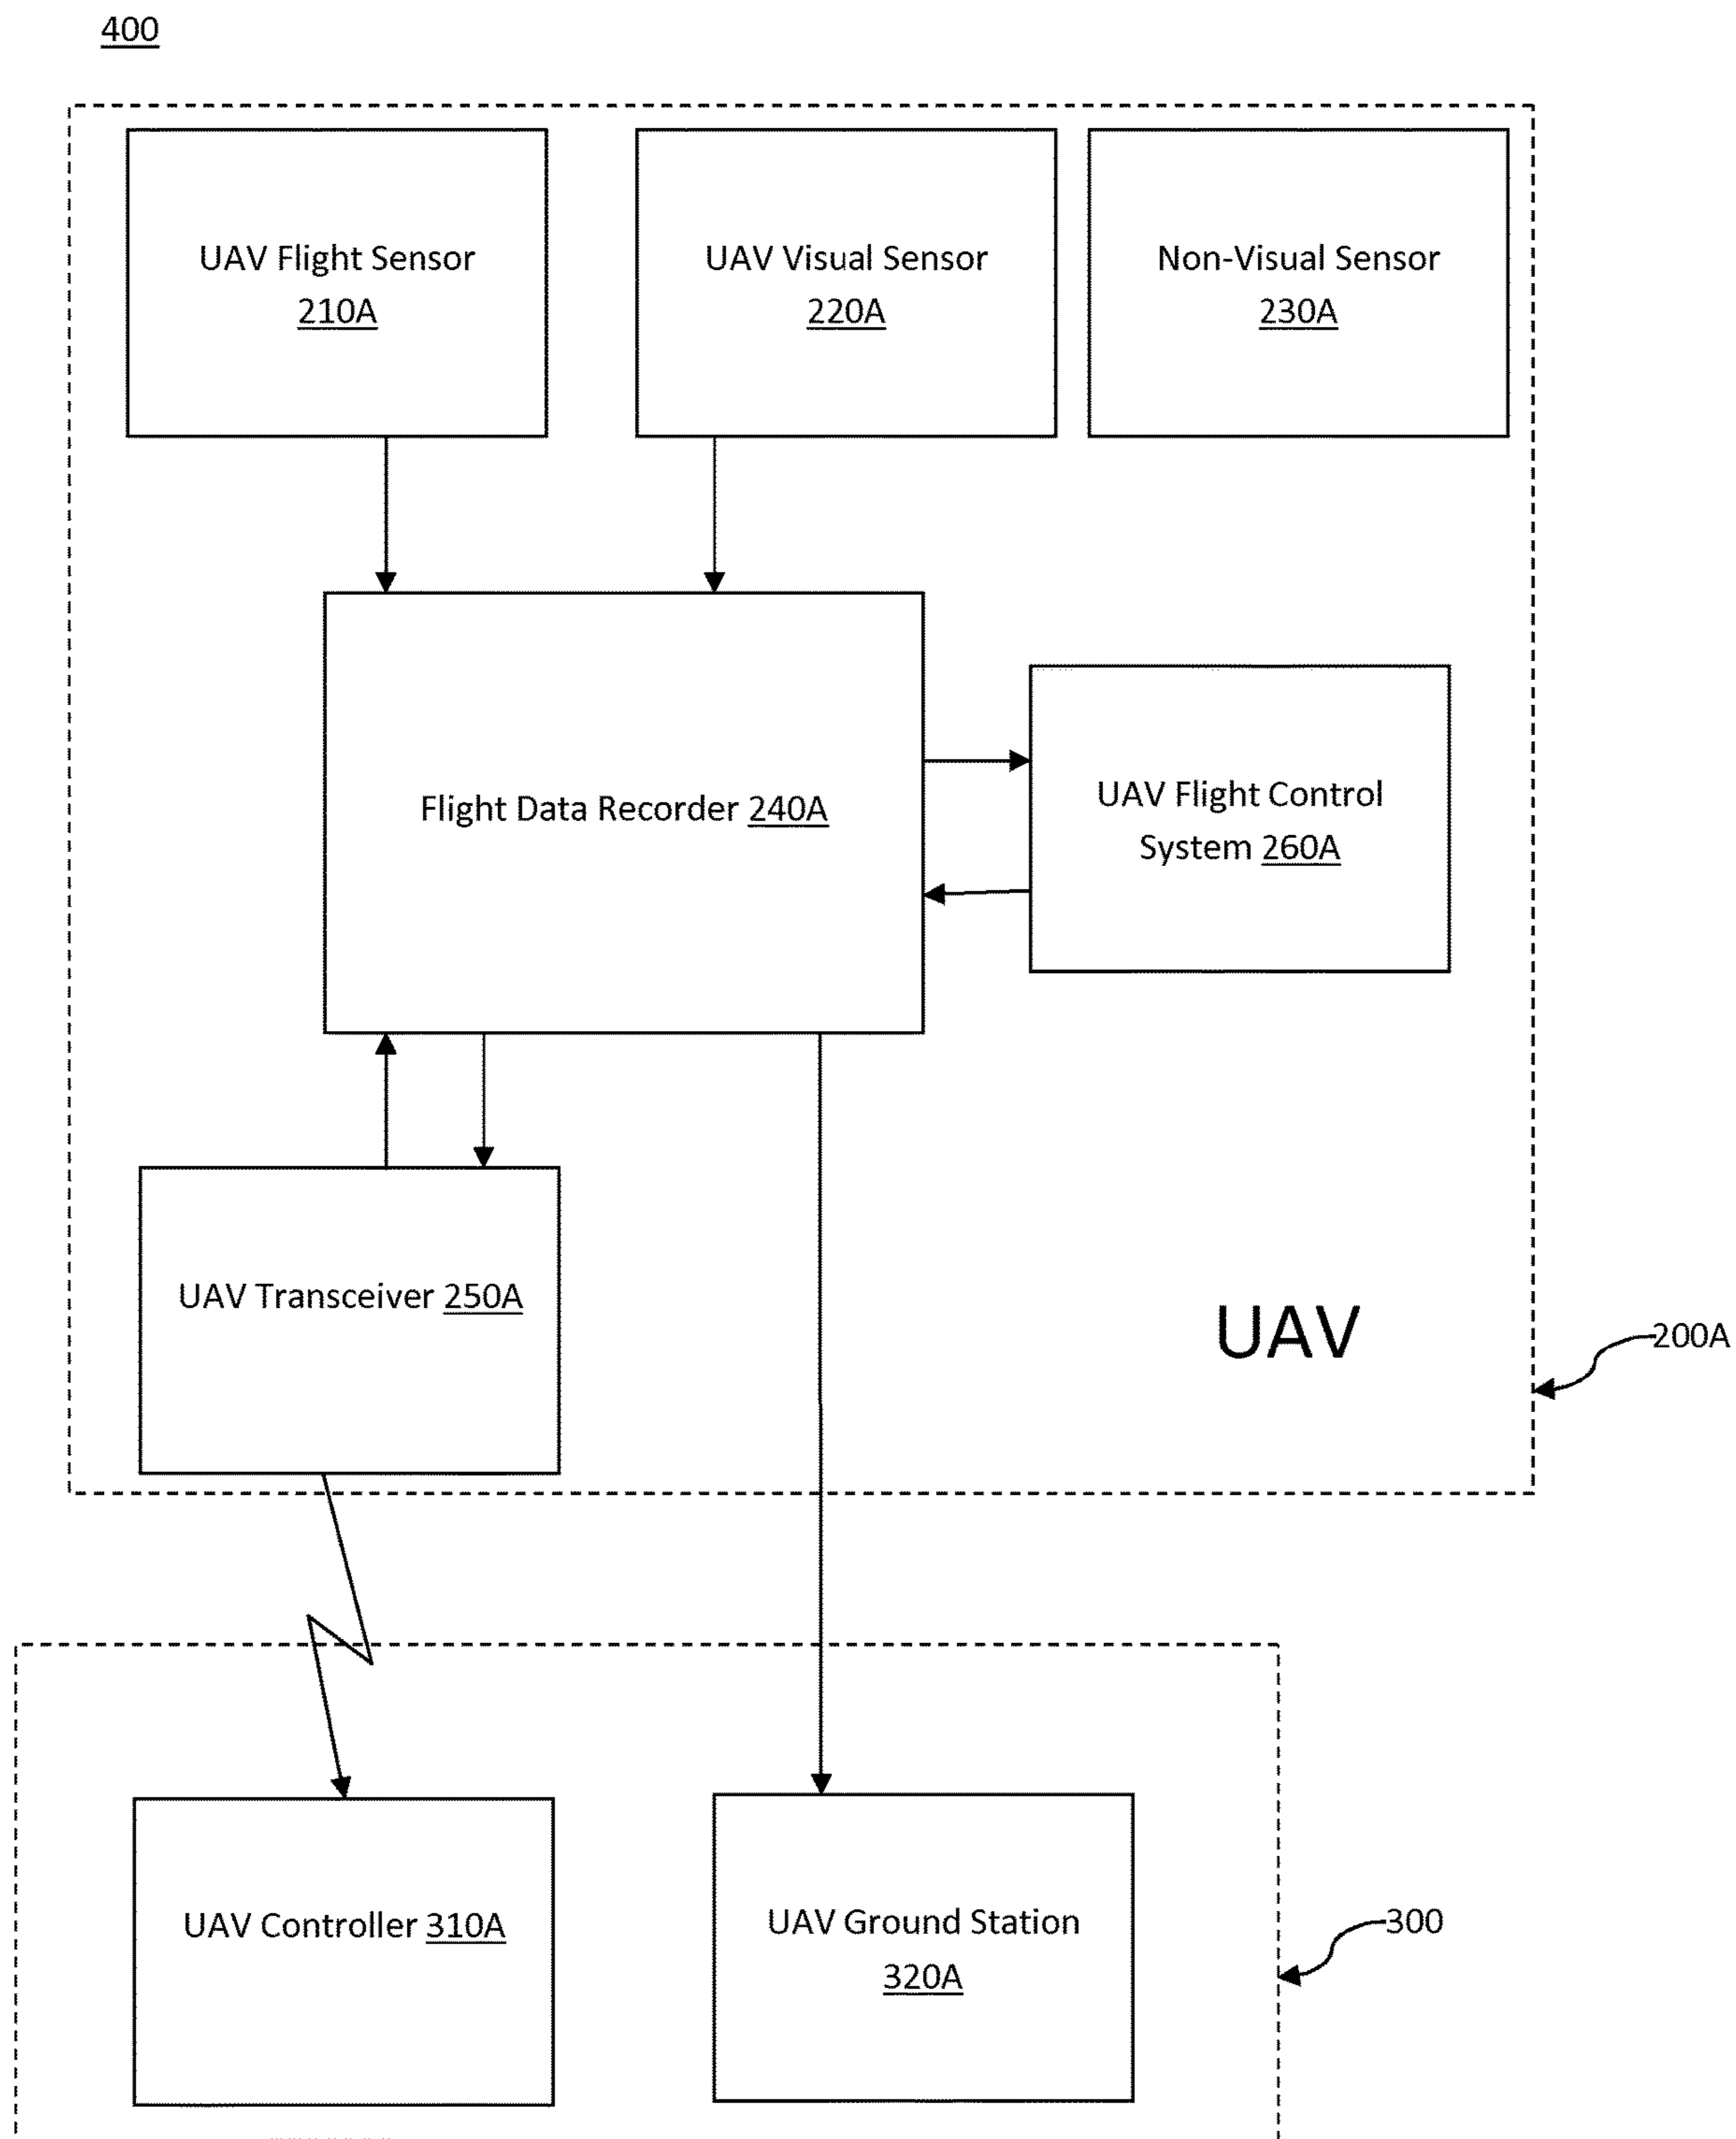 400
UAV Flight Sensor
210A
UAV Visual Sensor
220A
Non-Visual Sensor
230A
Flight Data Recorder 240A
UAV Flight Control
System 260A
UAV Transceiver 250A
UAV
200A
UAV Controller 310A
UAV Ground Station
320A
300